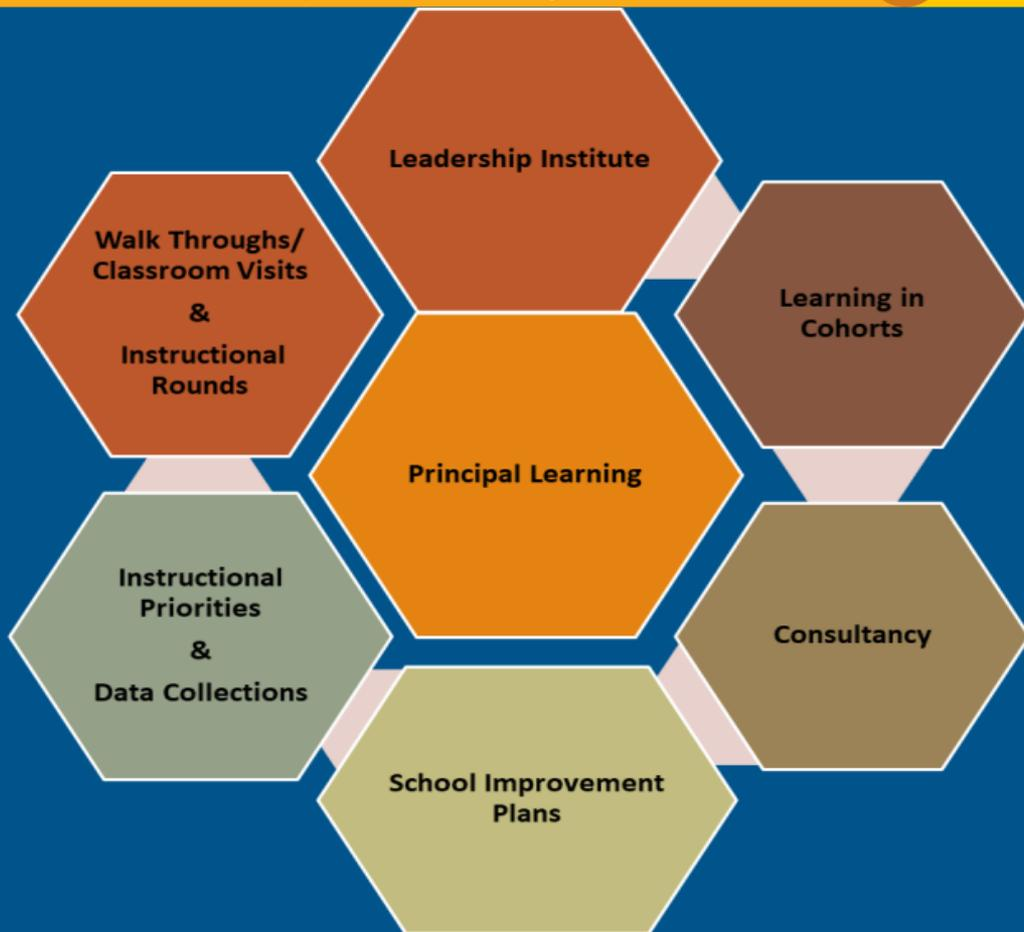 Leadership Institute
Walk Throughs/
Classroom Visits
&
Instructional
Rounds
Learning in
Cohorts
Principal Learning
Instructional
Priorities
&
Data Collections
Consultancy
School Improvement
Plans